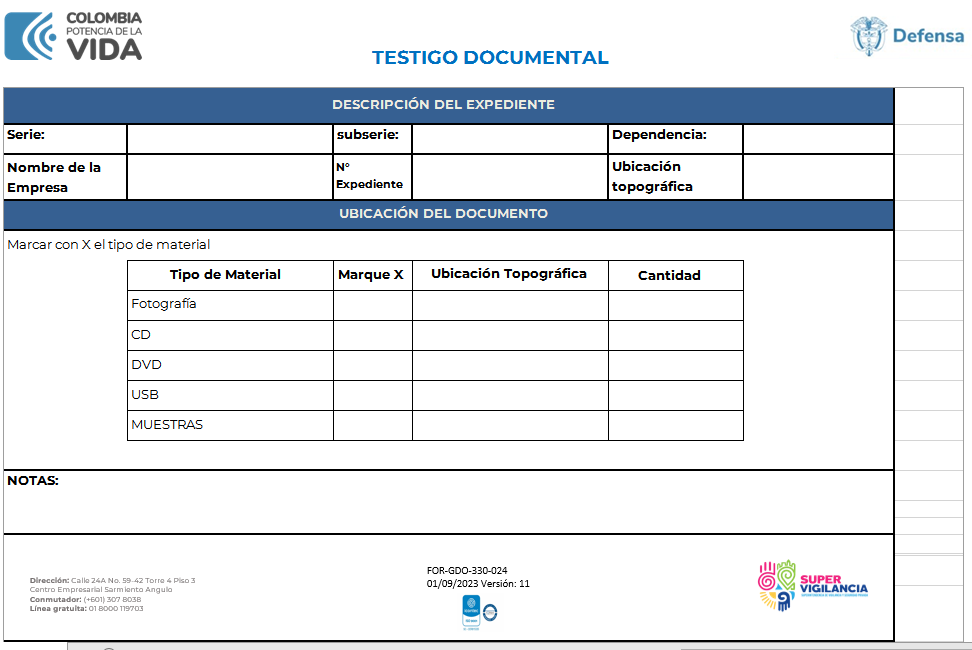 COLOMBIA
POTENCIA DE LA
VIDA
Defensa
TESTIGO DOCUMENTAL
DESCRIPCIÓN DEL EXPEDIENTE
Serie: subserie: Dependencia:
Nombre de la Empresa N° Expediente Ubicación topográfica
UBICACIÓN DEL DOCUMENTO
Marcar con X el tipo de material
Tipo de Material Marque X Ubicación Topográfica Cantidad
Fotografía
CD
DVD
USB
MUESTRAS
NOTAS:
Dirección: Calle 24A No. 59-42 Torre 4 Piso 3
Centro Empresarial Sarmiento Angulo
Conmutador: (+601) 307 8038
Línea gratuita: 01 8000 119703
FOR-GDO-330-024
01/09/2023 Versión: 11
SUPER
VIGILANCIA